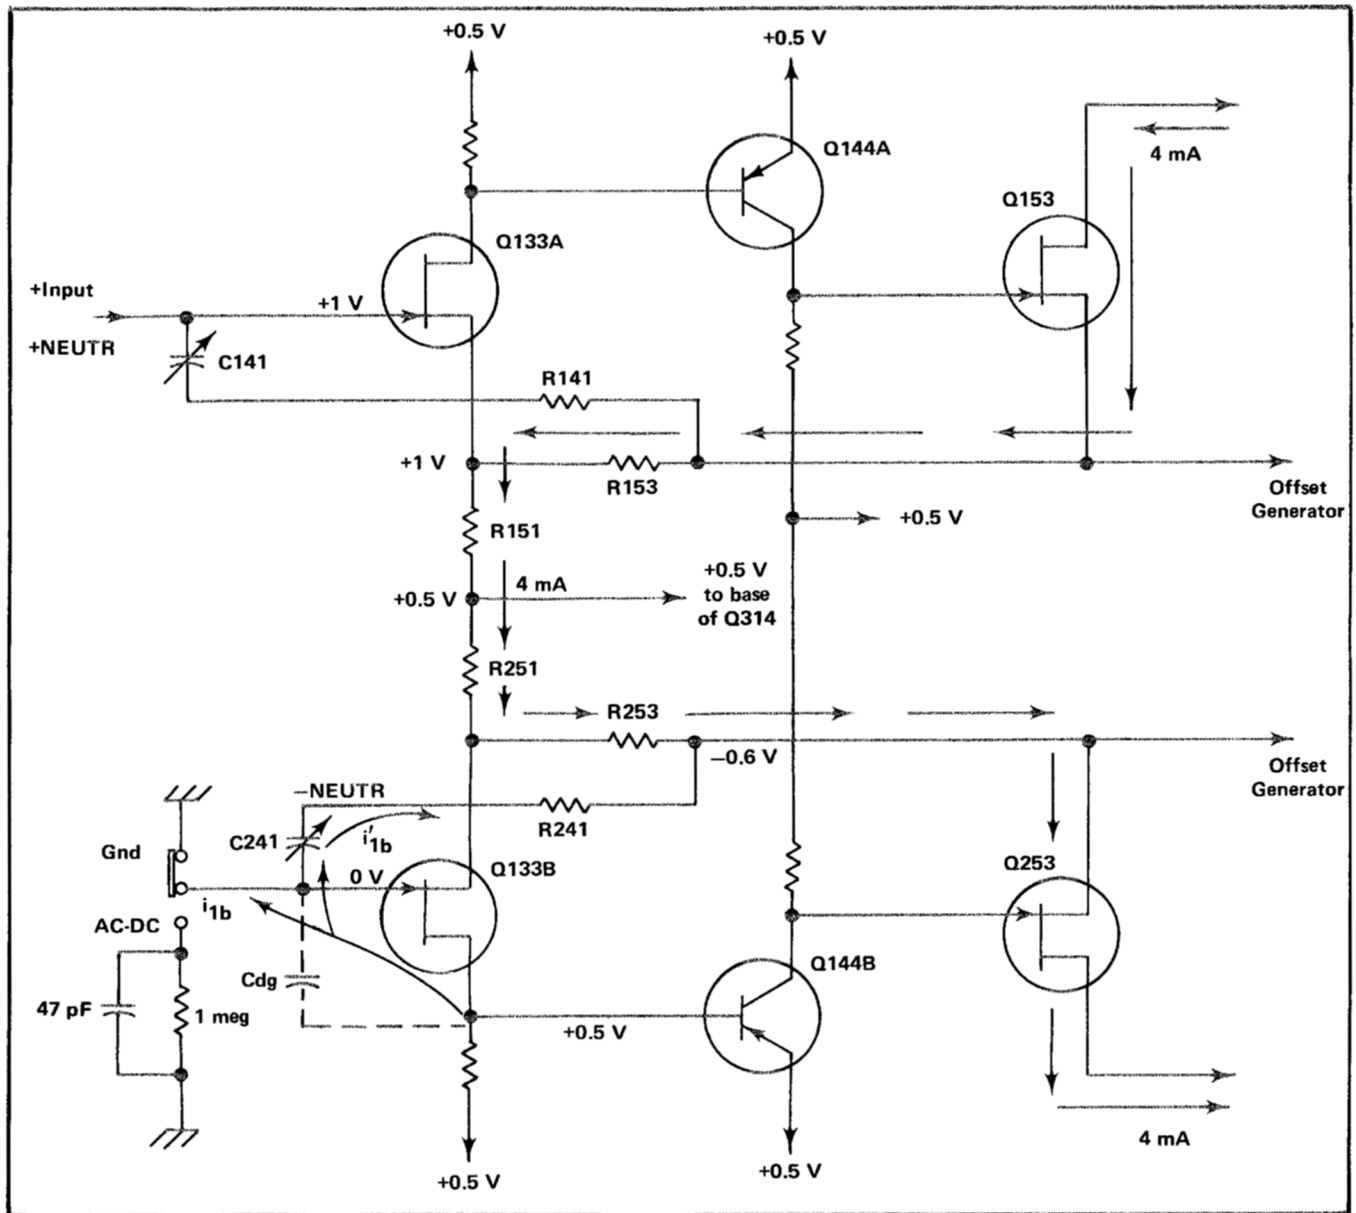 +0.5 V
+0.5 V
Q144A
4 mA
Q153
Q133A
+Input
+1 V
+NEUTR
C141
R141
+1 V
R153
Offset
Generator
+0.5 V
R151
+0.5 V
4 mA
+0.5 V
to base
of Q314
R251
R253
−0.6 V
Offset
Generator
−NEUTR
R241
C241
i′1b
Gnd
0 V
Q133B
Q253
i1b
AC-DC
Cdg
Q144B
47 pF
1 meg
+0.5 V
4 mA
+0.5 V
+0.5 V